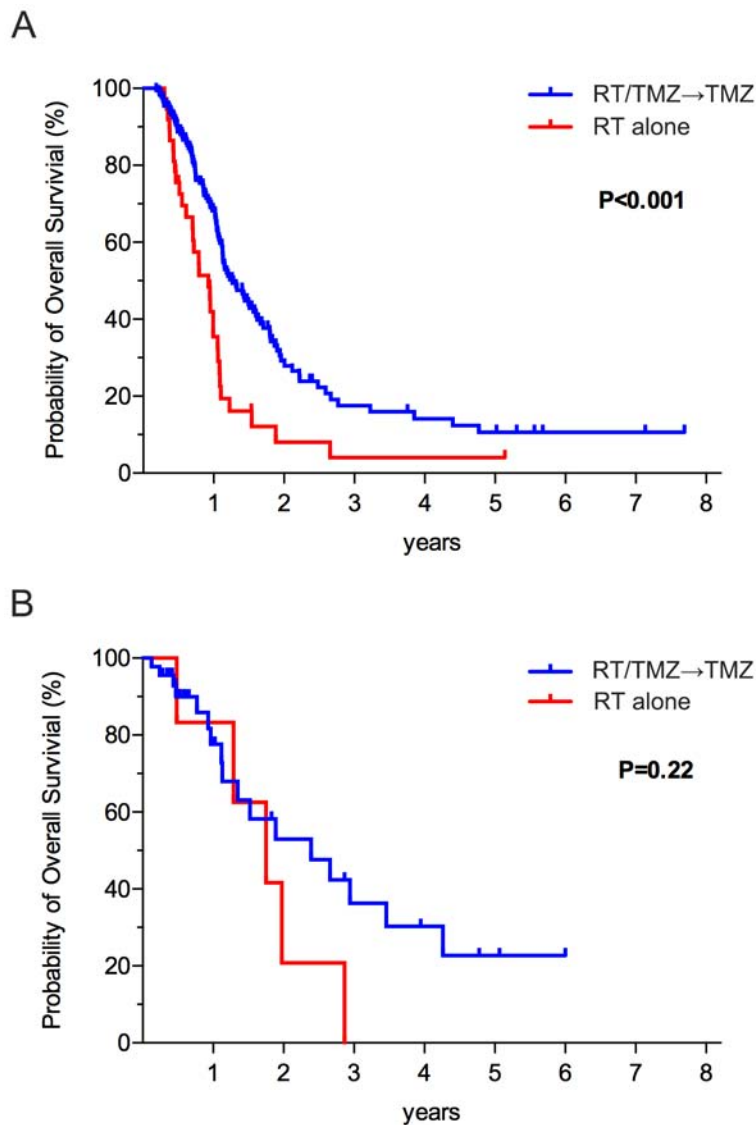 A
RT/TMZ→TMZ
RT alone
P<0.001
Probability of Overall Survivial (%)
100
80
60
40
20
0
1 2 3 4 5 6 7 8
years
B
RT/TMZ→TMZ
RT alone
P=0.22
Probability of Overall Survivial (%)
100
80
60
40
20
0
1 2 3 4 5 6 7 8
years